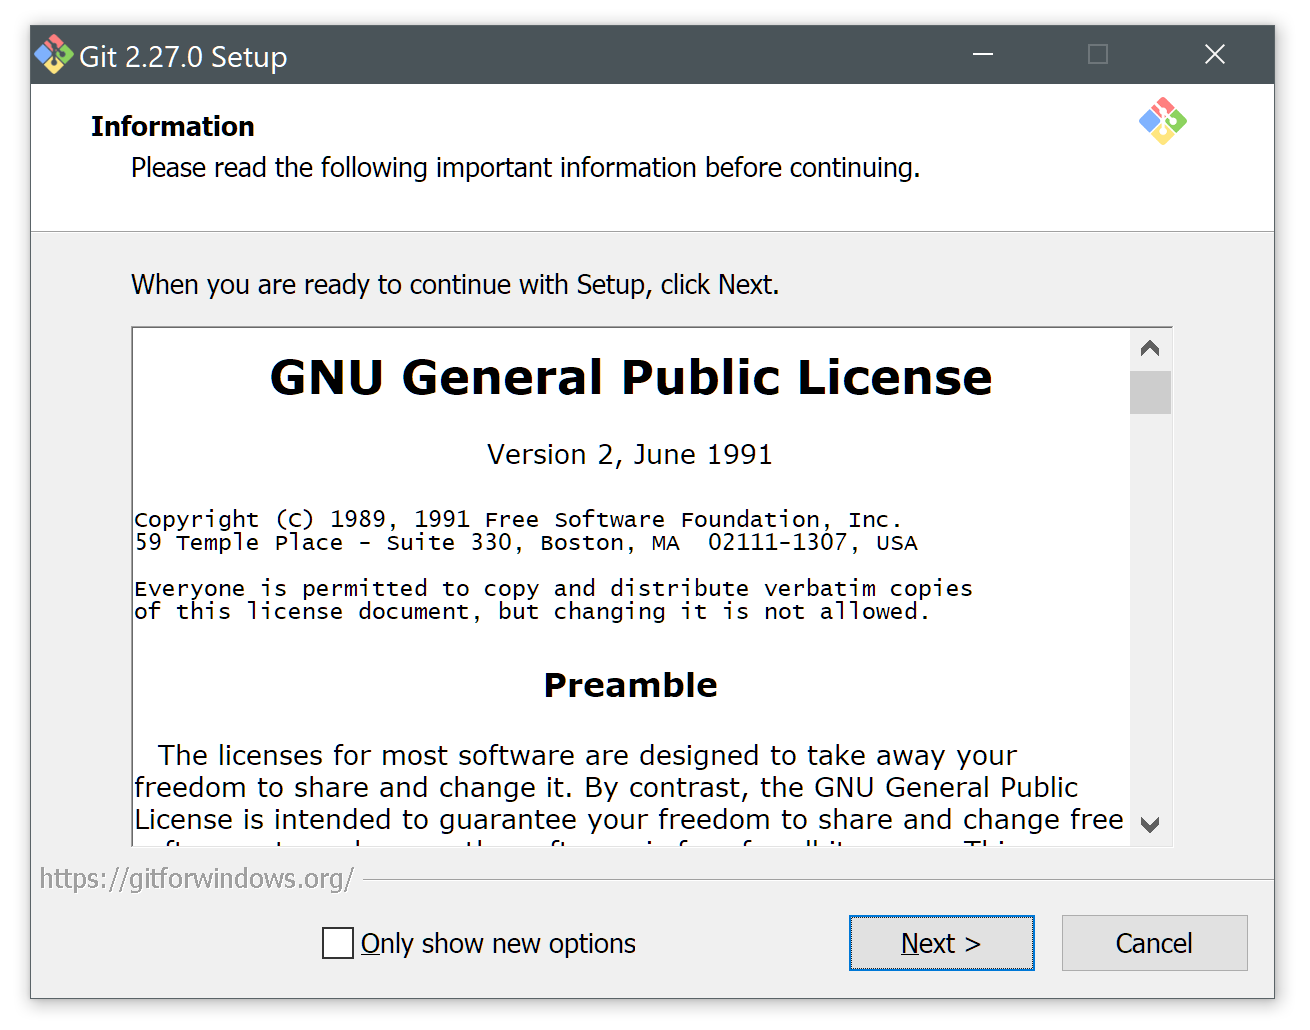 Git 2.27.0 Setup
Information
Please read the following important information before continuing.
When you are ready to continue with Setup, click Next.
GNU General Public License
Version 2, June 1991
Copyright (C) 1989, 1991 Free Software Foundation, Inc.
59 Temple Place - Suite 330, Boston, MA  02111-1307, USA
Everyone is permitted to copy and distribute verbatim copies
of this license document, but changing it is not allowed.
Preamble
The licenses for most software are designed to take away your
freedom to share and change it. By contrast, the GNU General Public
License is intended to guarantee your freedom to share and change free
https://gitforwindows.org/
Only show new options
Next >
Cancel